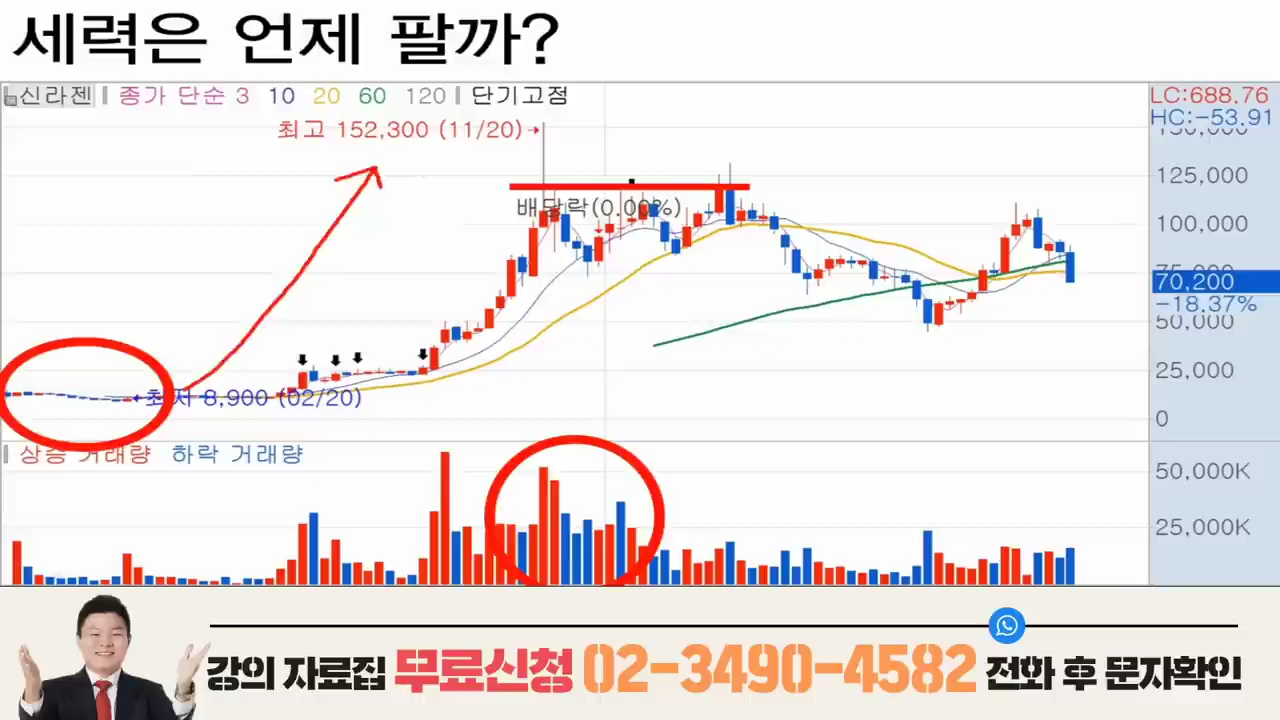 세력은 언제 팔까?
신라젠 종가 단순 3 10 20 60 120 단기고점
LC:688.76
HC:-53.91
최고 152,300 (11/20)
150,000
125,000
배당락(0.00%)
100,000
75,000
70,200
-18.37%
50,000
25,000
최저 8,900 (02/20)
0
상승 거래량 하락 거래량
50,000K
25,000K
강의 자료집 무료신청 02-3490-4582 전화 후 문자확인